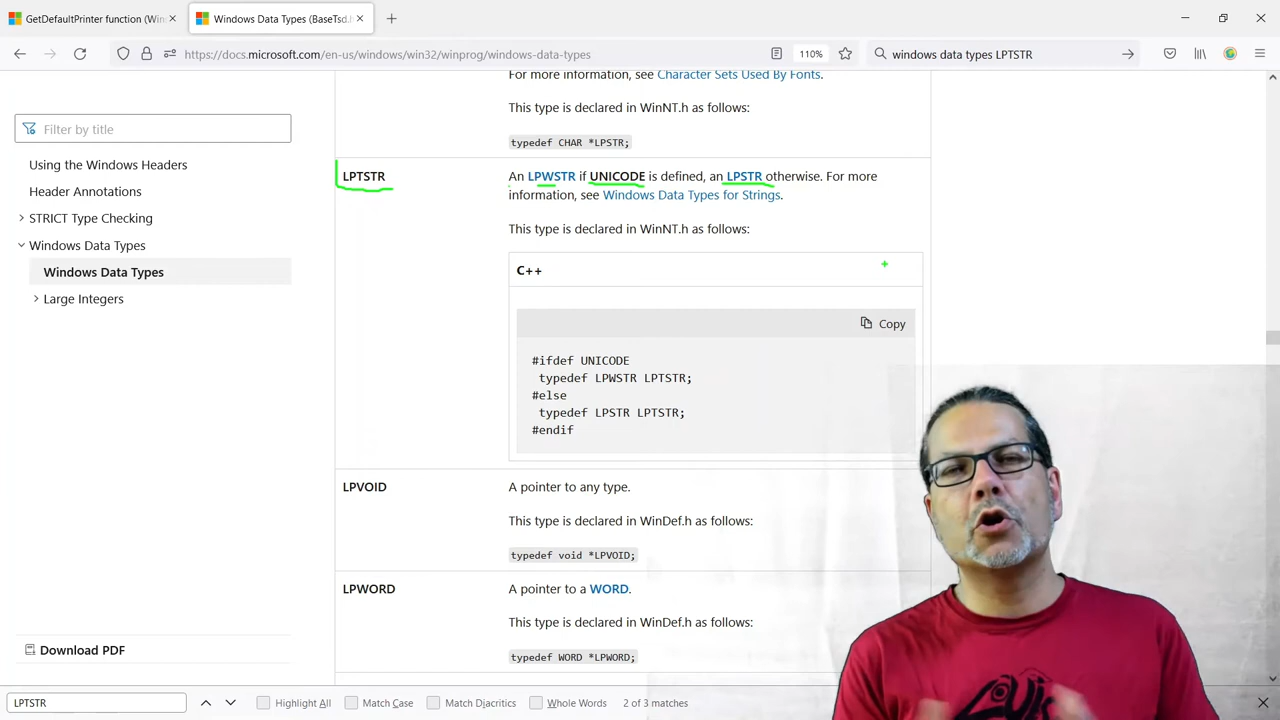 GetDefaultPrinter function (Win
Windows Data Types (BaseTsd.h
https://docs.microsoft.com/en-us/windows/win32/winprog/windows-data-types
110%
windows data types LPTSTR
For more information, see Character Sets Used By Fonts.
Filter by title
This type is declared in WinNT.h as follows:
typedef CHAR *LPSTR;
Using the Windows Headers
Header Annotations
STRICT Type Checking
Windows Data Types
Windows Data Types
Large Integers
LPTSTR
An LPWSTR if UNICODE is defined, an LPSTR otherwise. For more
information, see Windows Data Types for Strings.
This type is declared in WinNT.h as follows:
C++
Copy
#ifdef UNICODE
typedef LPWSTR LPTSTR;
#else
typedef LPSTR LPTSTR;
#endif
LPVOID
A pointer to any type.
This type is declared in WinDef.h as follows:
typedef void *LPVOID;
LPWORD
A pointer to a WORD.
This type is declared in WinDef.h as follows:
typedef WORD *LPWORD;
Download PDF
LPTSTR
Highlight All
Match Case
Match Diacritics
Whole Words
2 of 3 matches